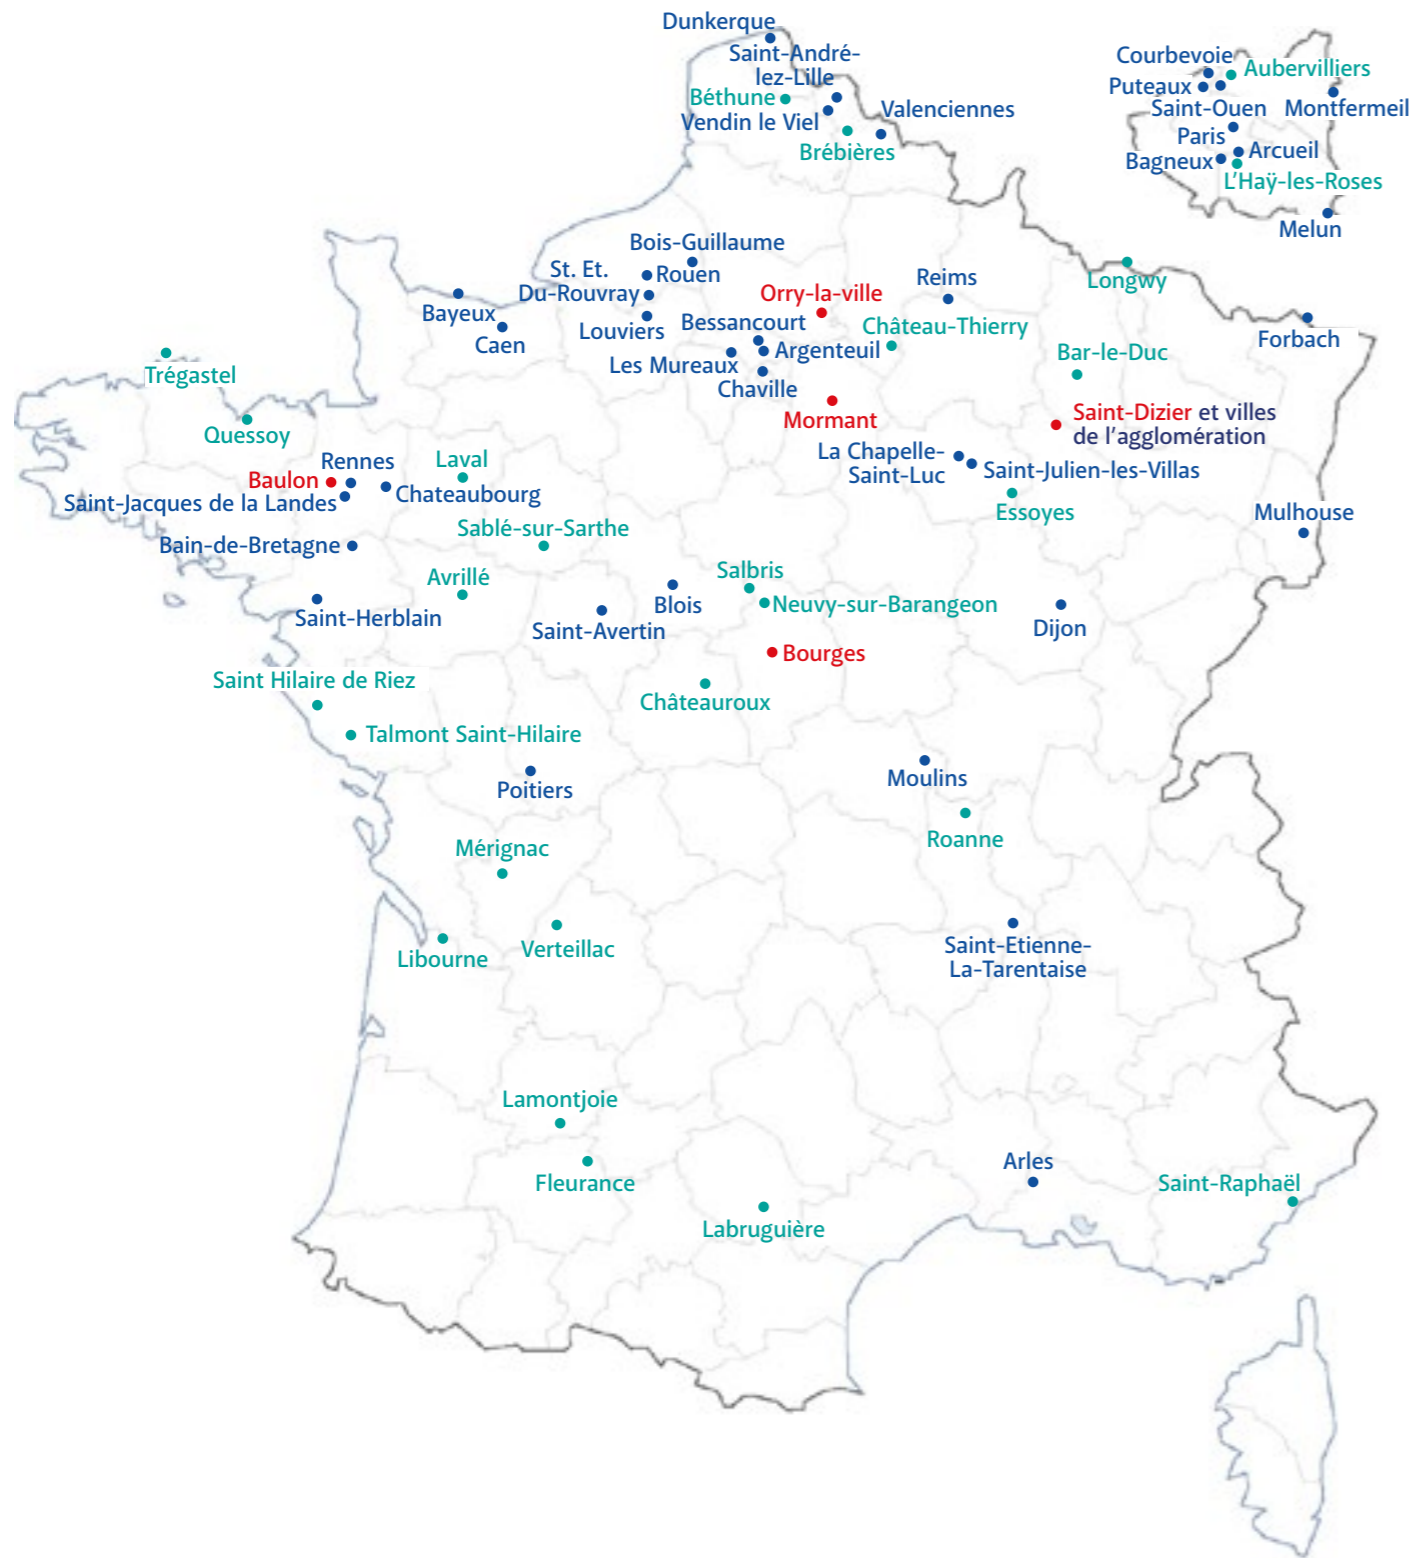 Dunkerque
Saint-André-
lez-Lille
Béthune
Vendin le Viel
Valenciennes
Brébières
Courbevoie
Aubervilliers
Puteaux
Saint-Ouen
Montfermeil
Paris
Arcueil
Bagneux
L'Haÿ-les-Roses
Melun
Bois-Guillaume
St. Et.
Du-Rouvray
Rouen
Louviers
Bayeux
Caen
Orry-la-ville
Reims
Longwy
Forbach
Bessancourt
Château-Thierry
Argenteuil
Les Mureaux
Chaville
Bar-le-Duc
Trégastel
Quessoy
Mormant
Saint-Dizier et villes
de l'agglomération
La Chapelle-
Saint-Luc
Saint-Julien-les-Villas
Essoyes
Mulhouse
Rennes
Baulon
Saint-Jacques de la Landes
Chateaubourg
Laval
Sablé-sur-Sarthe
Bain-de-Bretagne
Avrillé
Saint-Herblain
Saint-Avertin
Blois
Salbris
Neuvy-sur-Barangeon
Dijon
Bourges
Saint Hilaire de Riez
Châteauroux
Talmont Saint-Hilaire
Poitiers
Moulins
Roanne
Mérignac
Libourne
Verteillac
Saint-Etienne-
La-Tarentaise
Lamontjoie
Fleurance
Arles
Saint-Raphaël
Labruguière